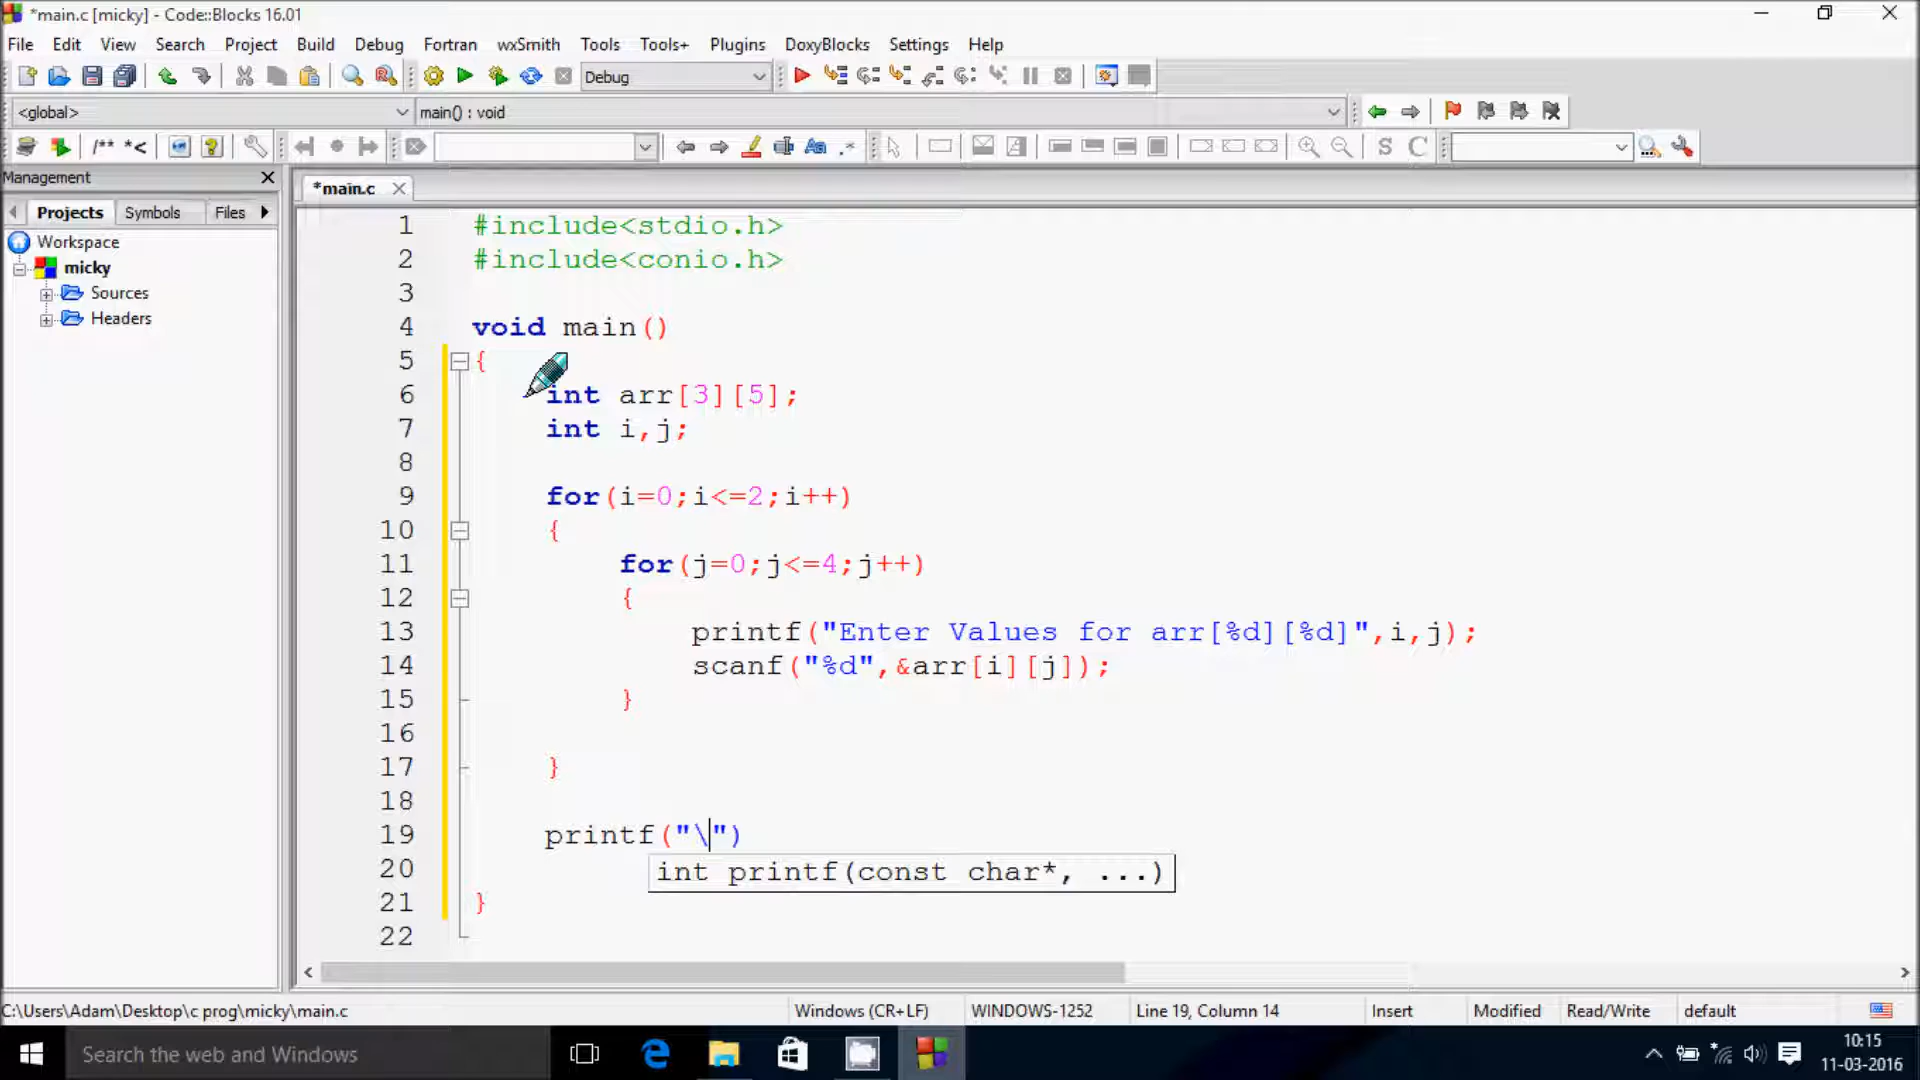 *main.c [micky] - Code::Blocks 16.01
File Edit View Search Project Build Debug Fortran wxSmith Tools Tools+ Plugins DoxyBlocks Settings Help
Debug
<global> main() : void
/** *<
S C
Management
Projects Symbols Files
*main.c
Workspace
micky
Sources
Headers
1 #include<stdio.h>
2 #include<conio.h>
3
4 void main()
5 {
6 int arr[3][5];
7 int i,j;
8
9 for(i=0;i<=2;i++)
10 {
11 for(j=0;j<=4;j++)
12 {
13 printf("Enter Values for arr[%d][%d]",i,j);
14 scanf("%d",&arr[i][j]);
15 }
16
17 }
18
19 printf("\")
20 int printf(const char*, ...)
21 }
22
C:\Users\Adam\Desktop\c prog\micky\main.c Windows (CR+LF) WINDOWS-1252 Line 19, Column 14 Insert Modified Read/Write default
Search the web and Windows
10:15
11-03-2016